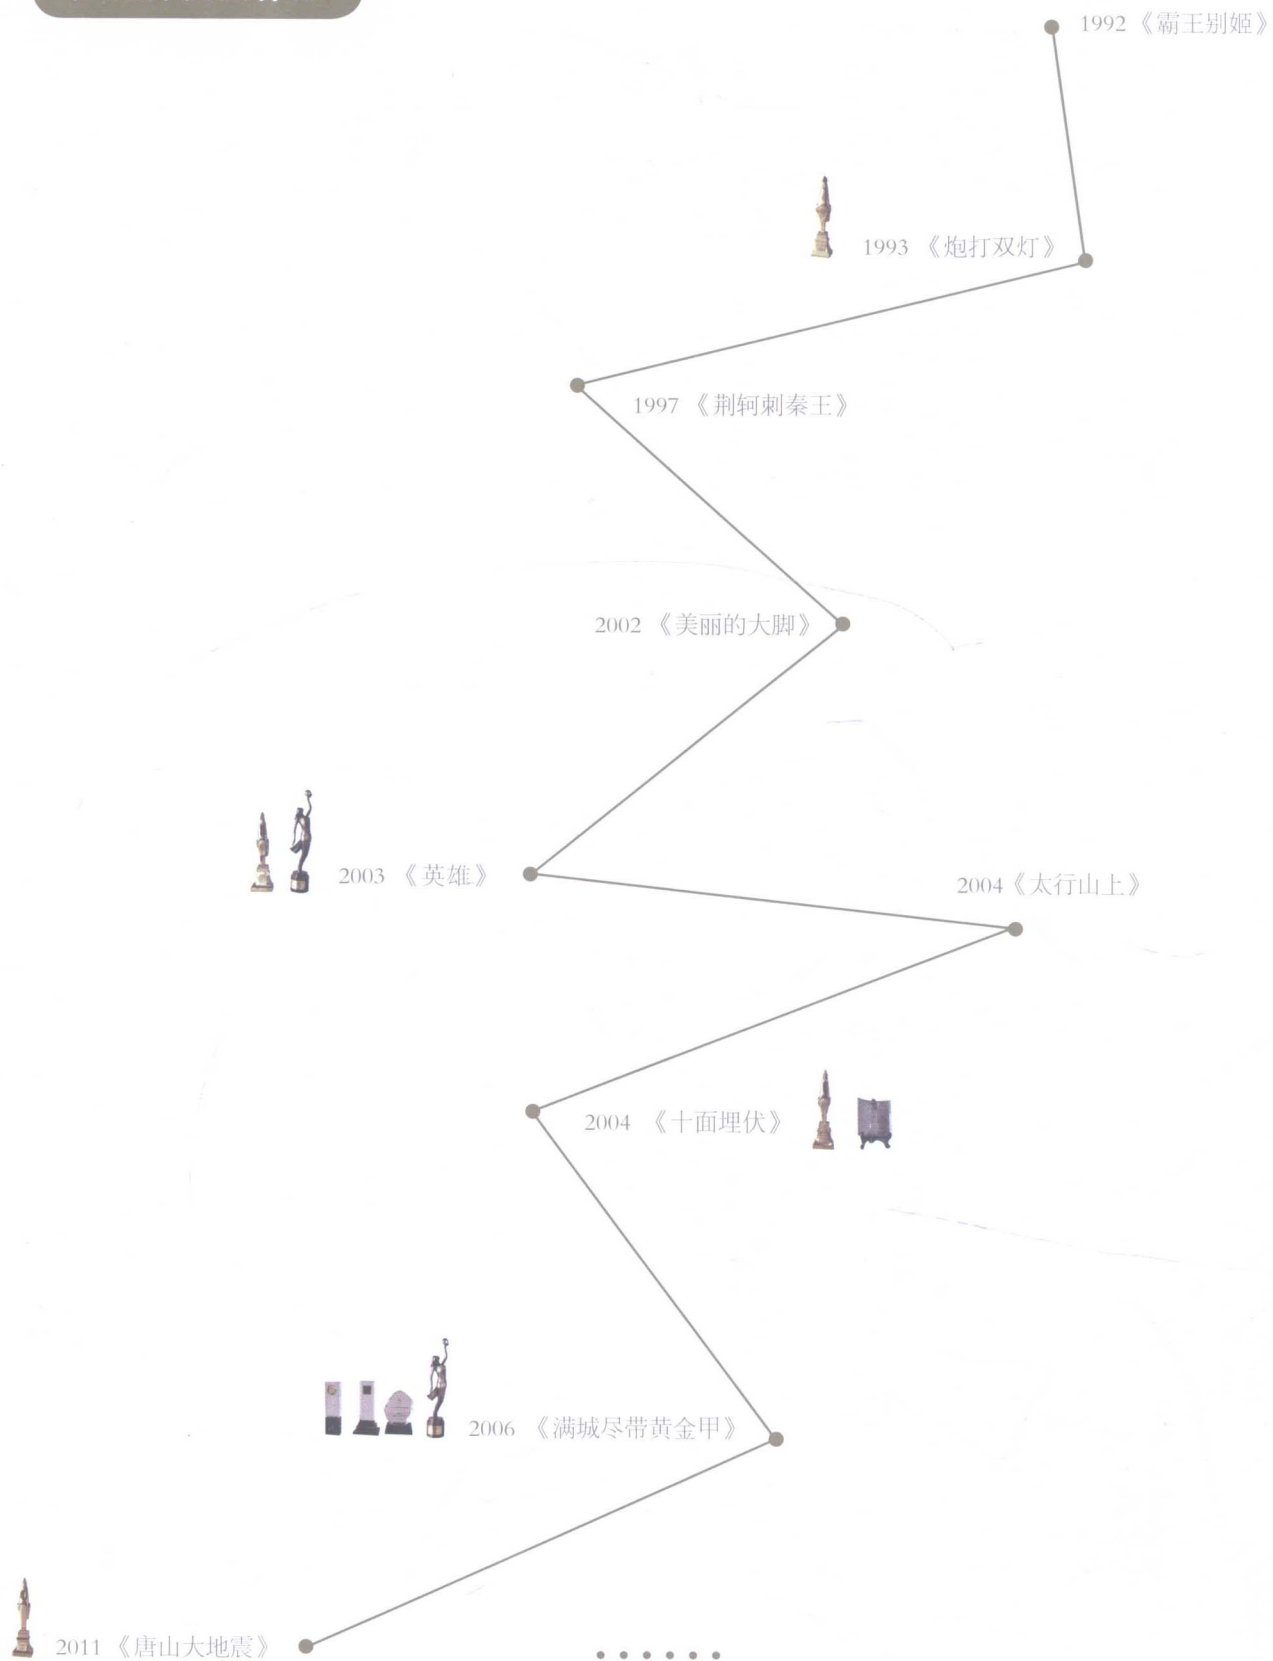 1992《霸王别姬》
1993 《炮打双灯》
1997 《荆轲刺秦王》
2002 《美丽的大脚》
2003 《英雄》
2004《太行山上》
2004 《十面埋伏》
2006 《满城尽带黄金甲》
2011 《唐山大地震》
......